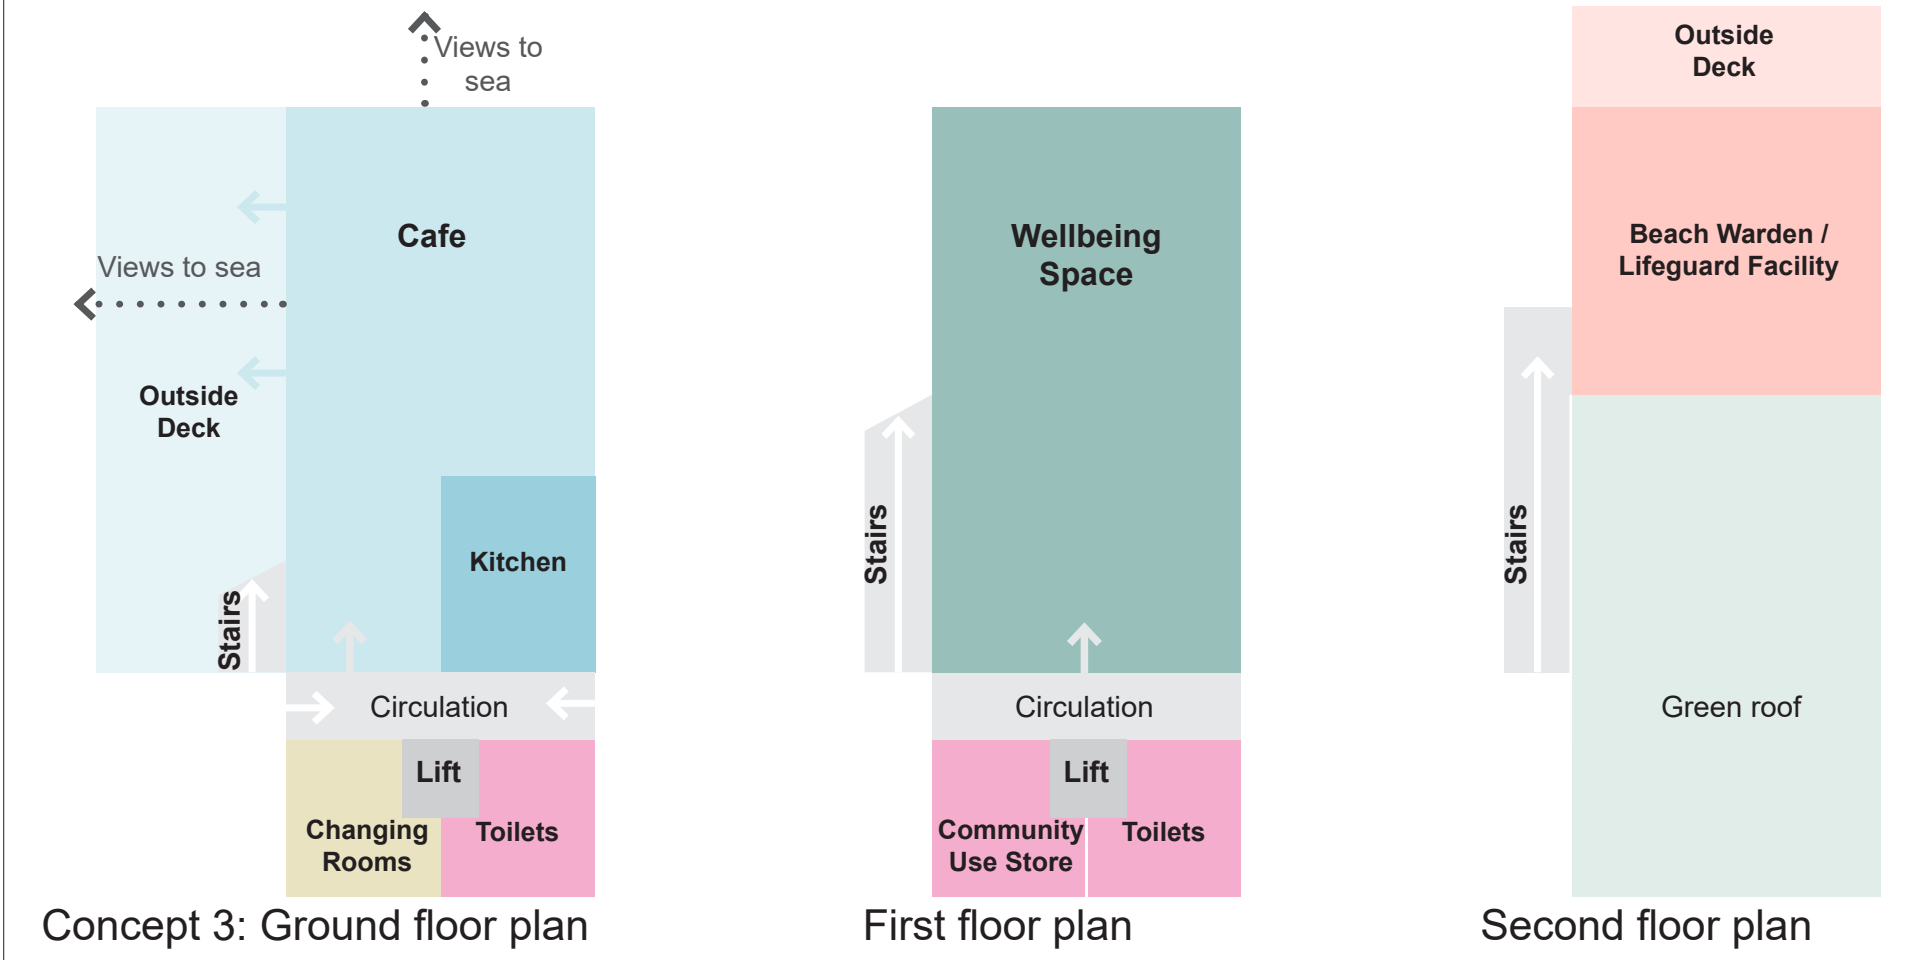 Views to
sea
Cafe
Views to sea
Outside
Deck
Kitchen
Stairs
Circulation
Lift
Changing
Rooms
Toilets
Concept 3: Ground floor plan
Wellbeing
Space
Stairs
Circulation
Lift
Community
Use Store
Toilets
First floor plan
Outside
Deck
Beach Warden /
Lifeguard Facility
Stairs
Green roof
Second floor plan